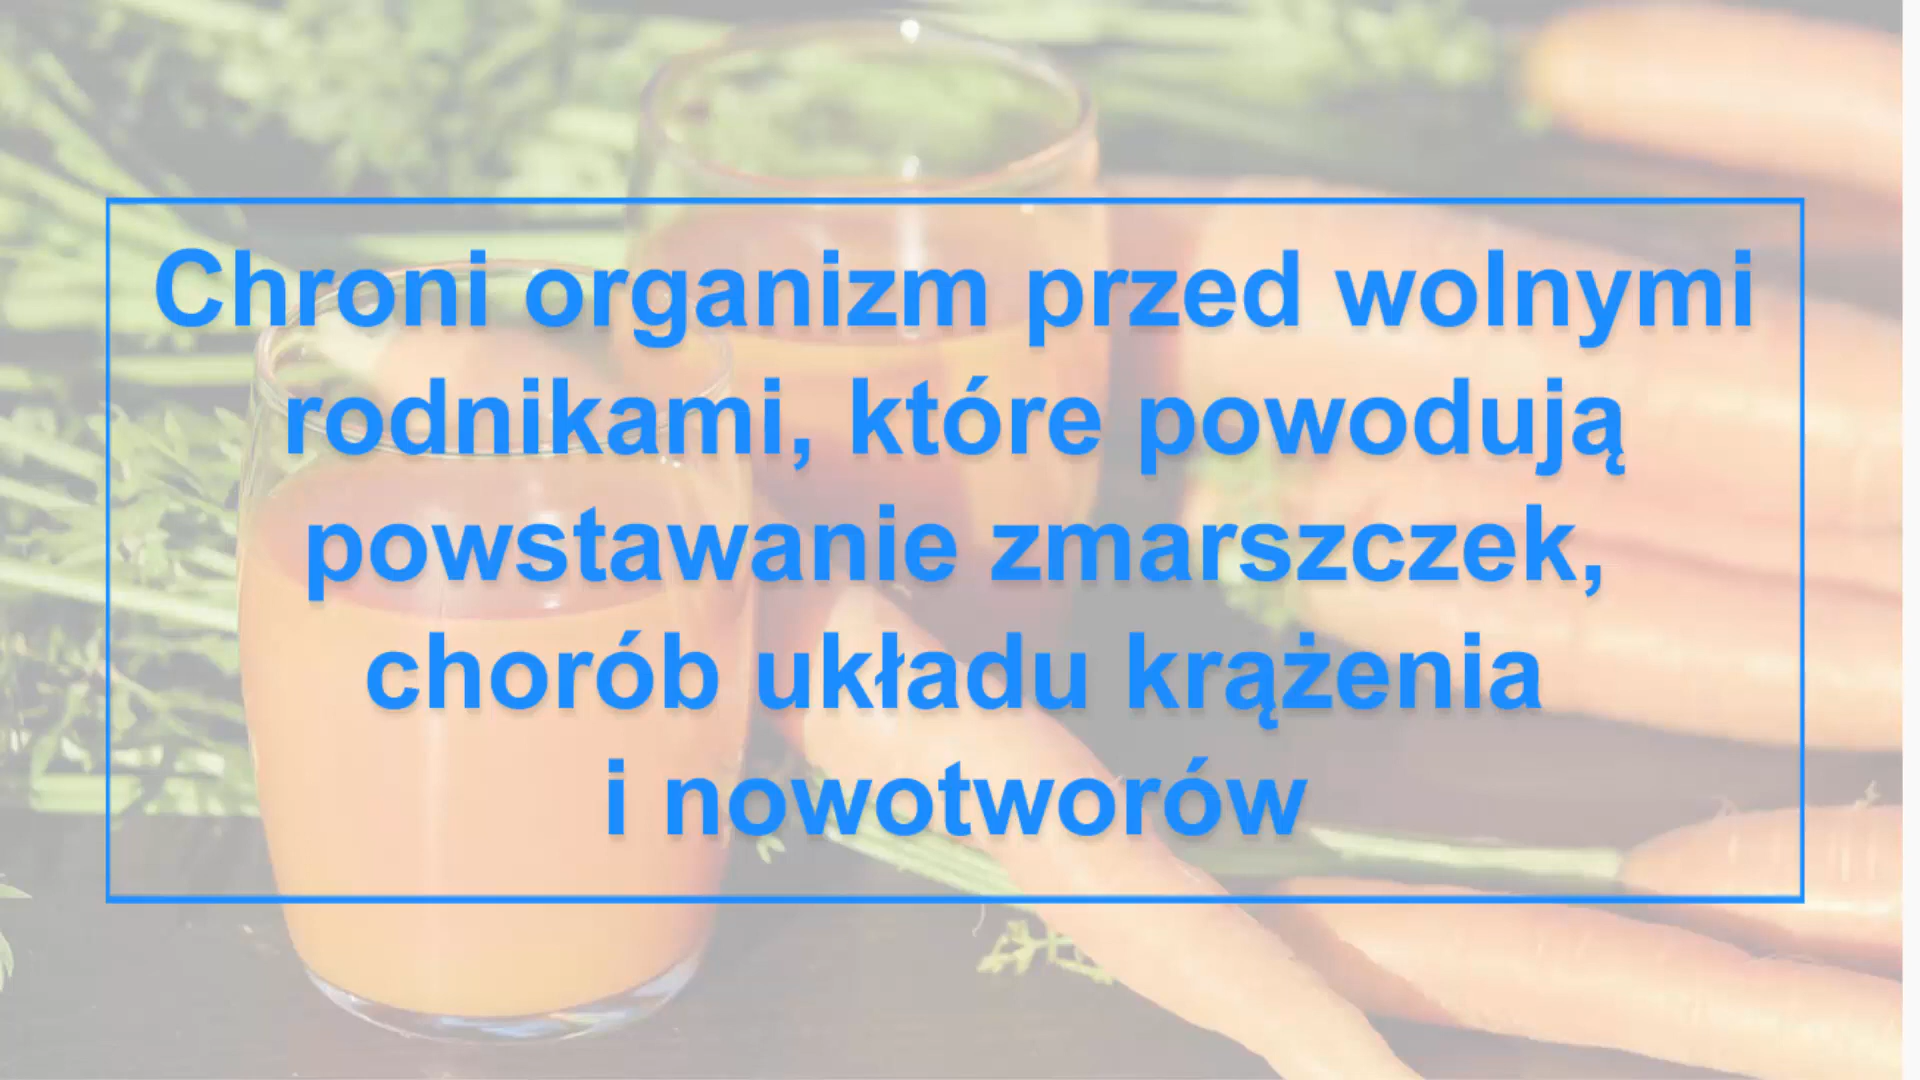 Chroni organizm przed wolnymi
rodnikami, które powodują
powstawanie zmarszczek,
chorób układu krążenia
i nowotworów